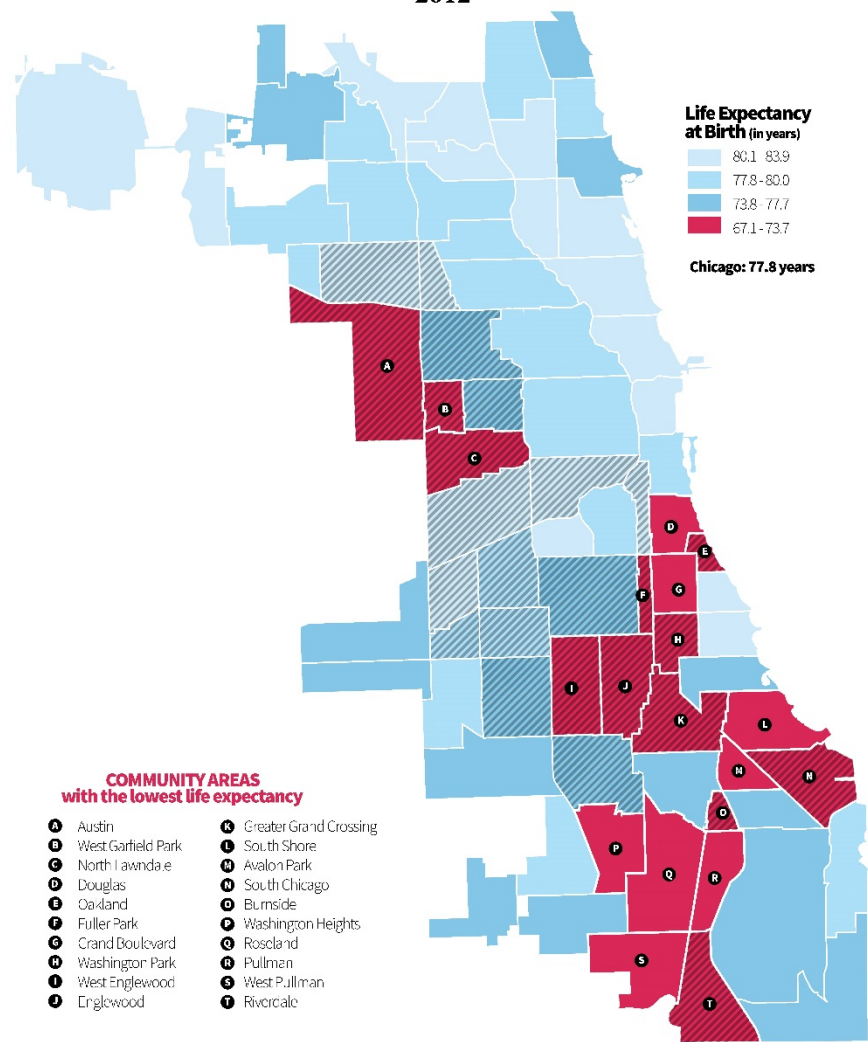 2012
Life Expectancy
at Birth (in years)
80.1 - 83.9
77.8 - 80.0
73.8 - 77.7
67.1 - 73.7
Chicago: 77.8 years
A
B
C
D
E
F
G
H
I
J
K
L
M
N
O
P
Q
R
S
T
COMMUNITY AREAS
with the lowest life expectancy
A Austin
B West Garfield Park
C North Lawndale
D Douglas
E Oakland
F Fuller Park
G Grand Boulevard
H Washington Park
I West Englewood
J Englewood
K Greater Grand Crossing
L South Shore
M Avalon Park
N South Chicago
O Burnside
P Washington Heights
Q Roseland
R Pullman
S West Pullman
T Riverdale